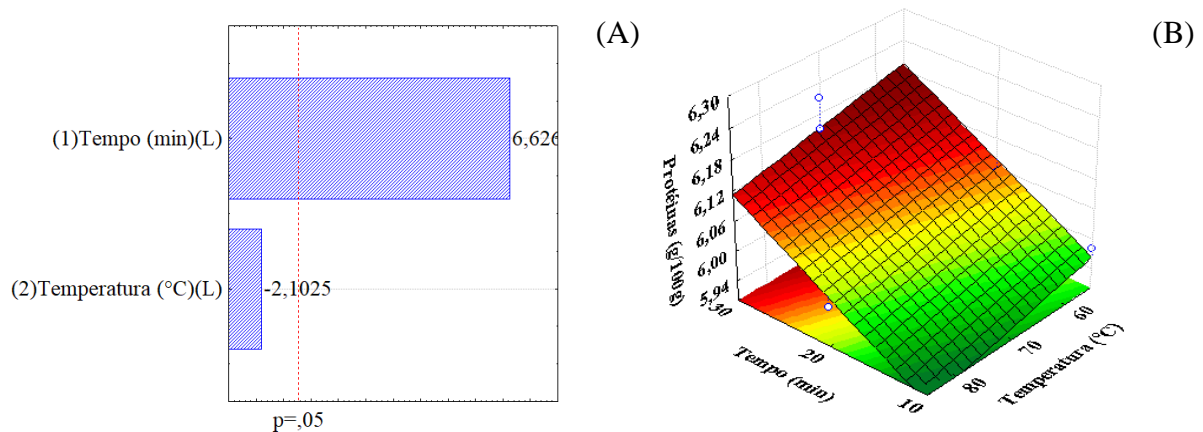 (A)
(1)Tempo (min)(L)
6,626
(2)Temperatura (°C)(L)
-2,1025
p=,05
(B)
Protéinas (g/100g)
6,30
6,24
6,18
6,12
6,06
6,00
5,94
30
20
10
Tempo (min)
80
70
60
Temperatura (°C)